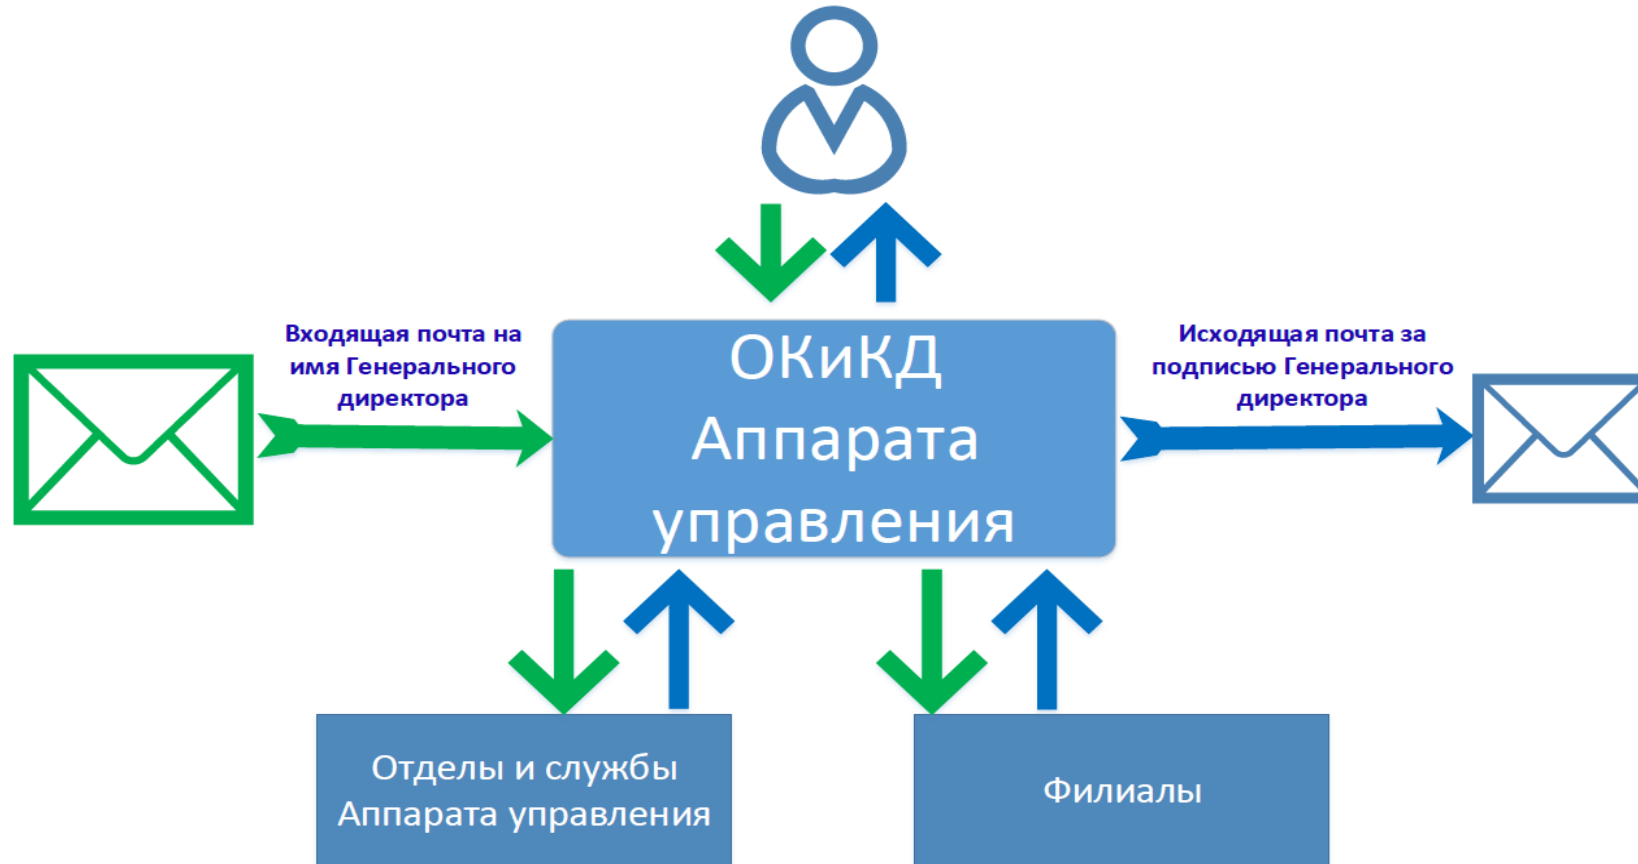 Входящая почта на
имя Генерального
директора
ОКиКД
Аппарата
управления
Исходящая почта за
подписью Генерального
директора
Отделы и службы
Аппарата управления
Филиалы